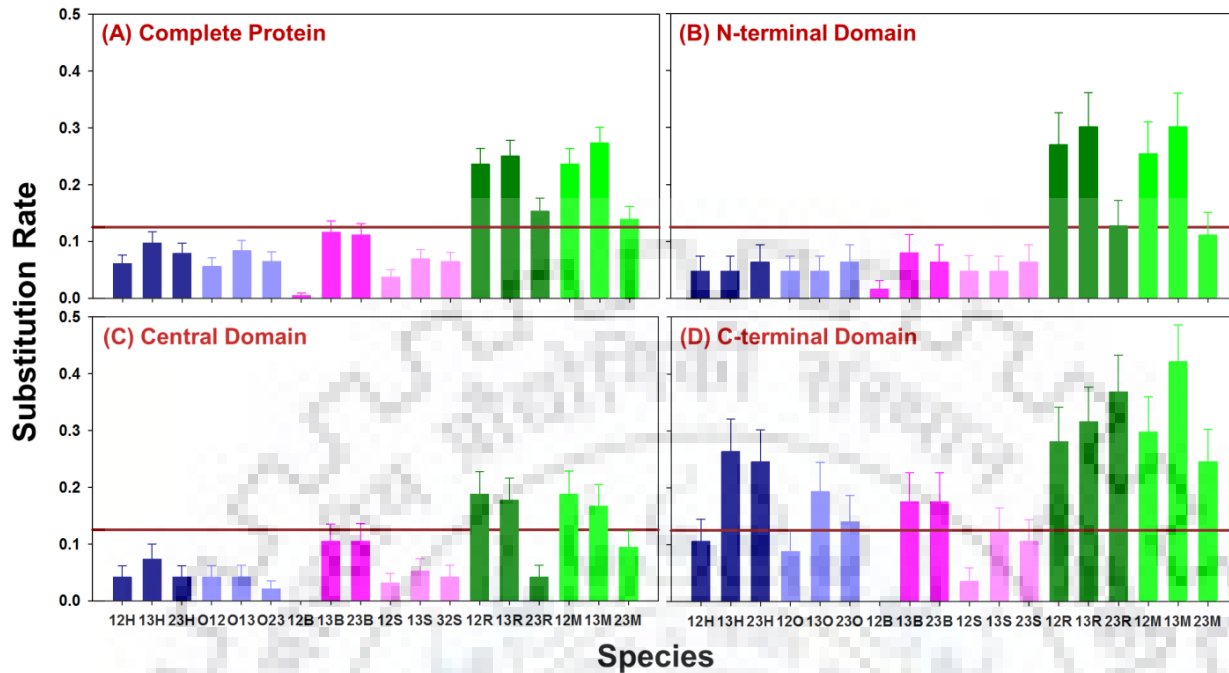 Substitution Rate
0.5 (A) Complete Protein (B) N-terminal Domain
0.4
0.3
0.2
0.1
0.0
0.5 (C) Central Domain (D) C-terminal Domain
0.4
0.3
0.2
0.1
0.0
12H 13H 23H O12 O13 O23 12B 13B 23B 12S 13S 32S 12R 13R 23R 12M 13M 23M 12H 13H 23H 12O 13O 23O 12B 13B 23B 12S 13S 23S 12R 13R 23R 12M 13M 23M
Species